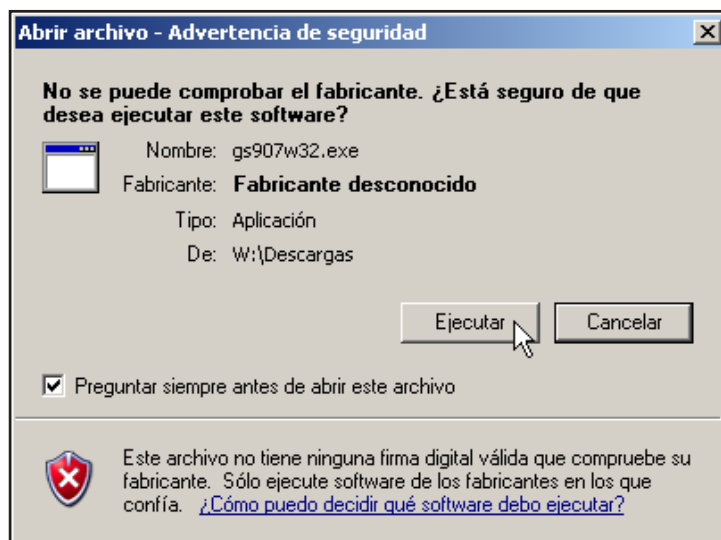 Abrir archivo - Advertencia de seguridad
No se puede comprobar el fabricante. ¿Está seguro de que
desea ejecutar este software?
Nombre: gs907w32.exe
Fabricante: Fabricante desconocido
Tipo: Aplicación
De: W:\Descargas
Ejecutar Cancelar
Preguntar siempre antes de abrir este archivo
Este archivo no tiene ninguna firma digital válida que compruebe su
fabricante. Sólo ejecute software de los fabricantes en los que
confía. ¿Cómo puedo decidir qué software debo ejecutar?